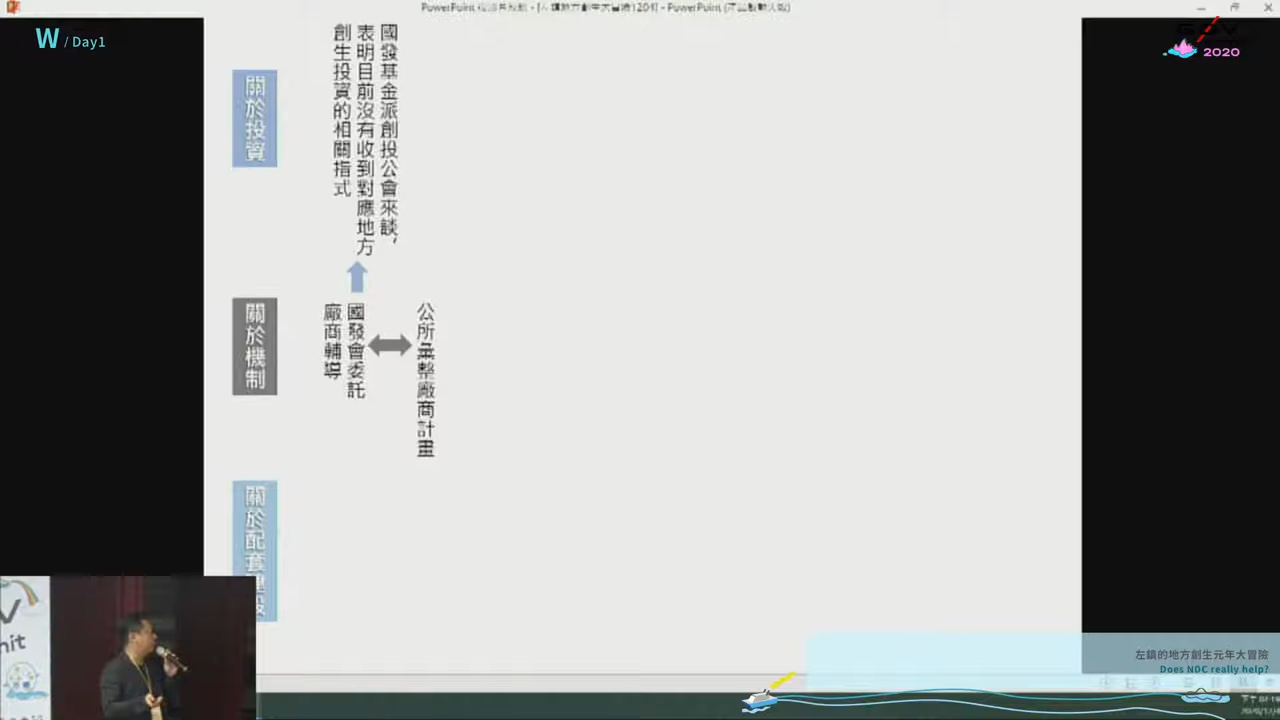 W / Day1
2020
關於投資
國發基金派創投公會來談,
表明目前沒有收到對應地方
創生投資的相關指式
關於機制
國發會委託
廠商輔導
公所彙整廠商計畫
關於配套建設
左鎮的地方創生元年大冒險
Does NDC really help?